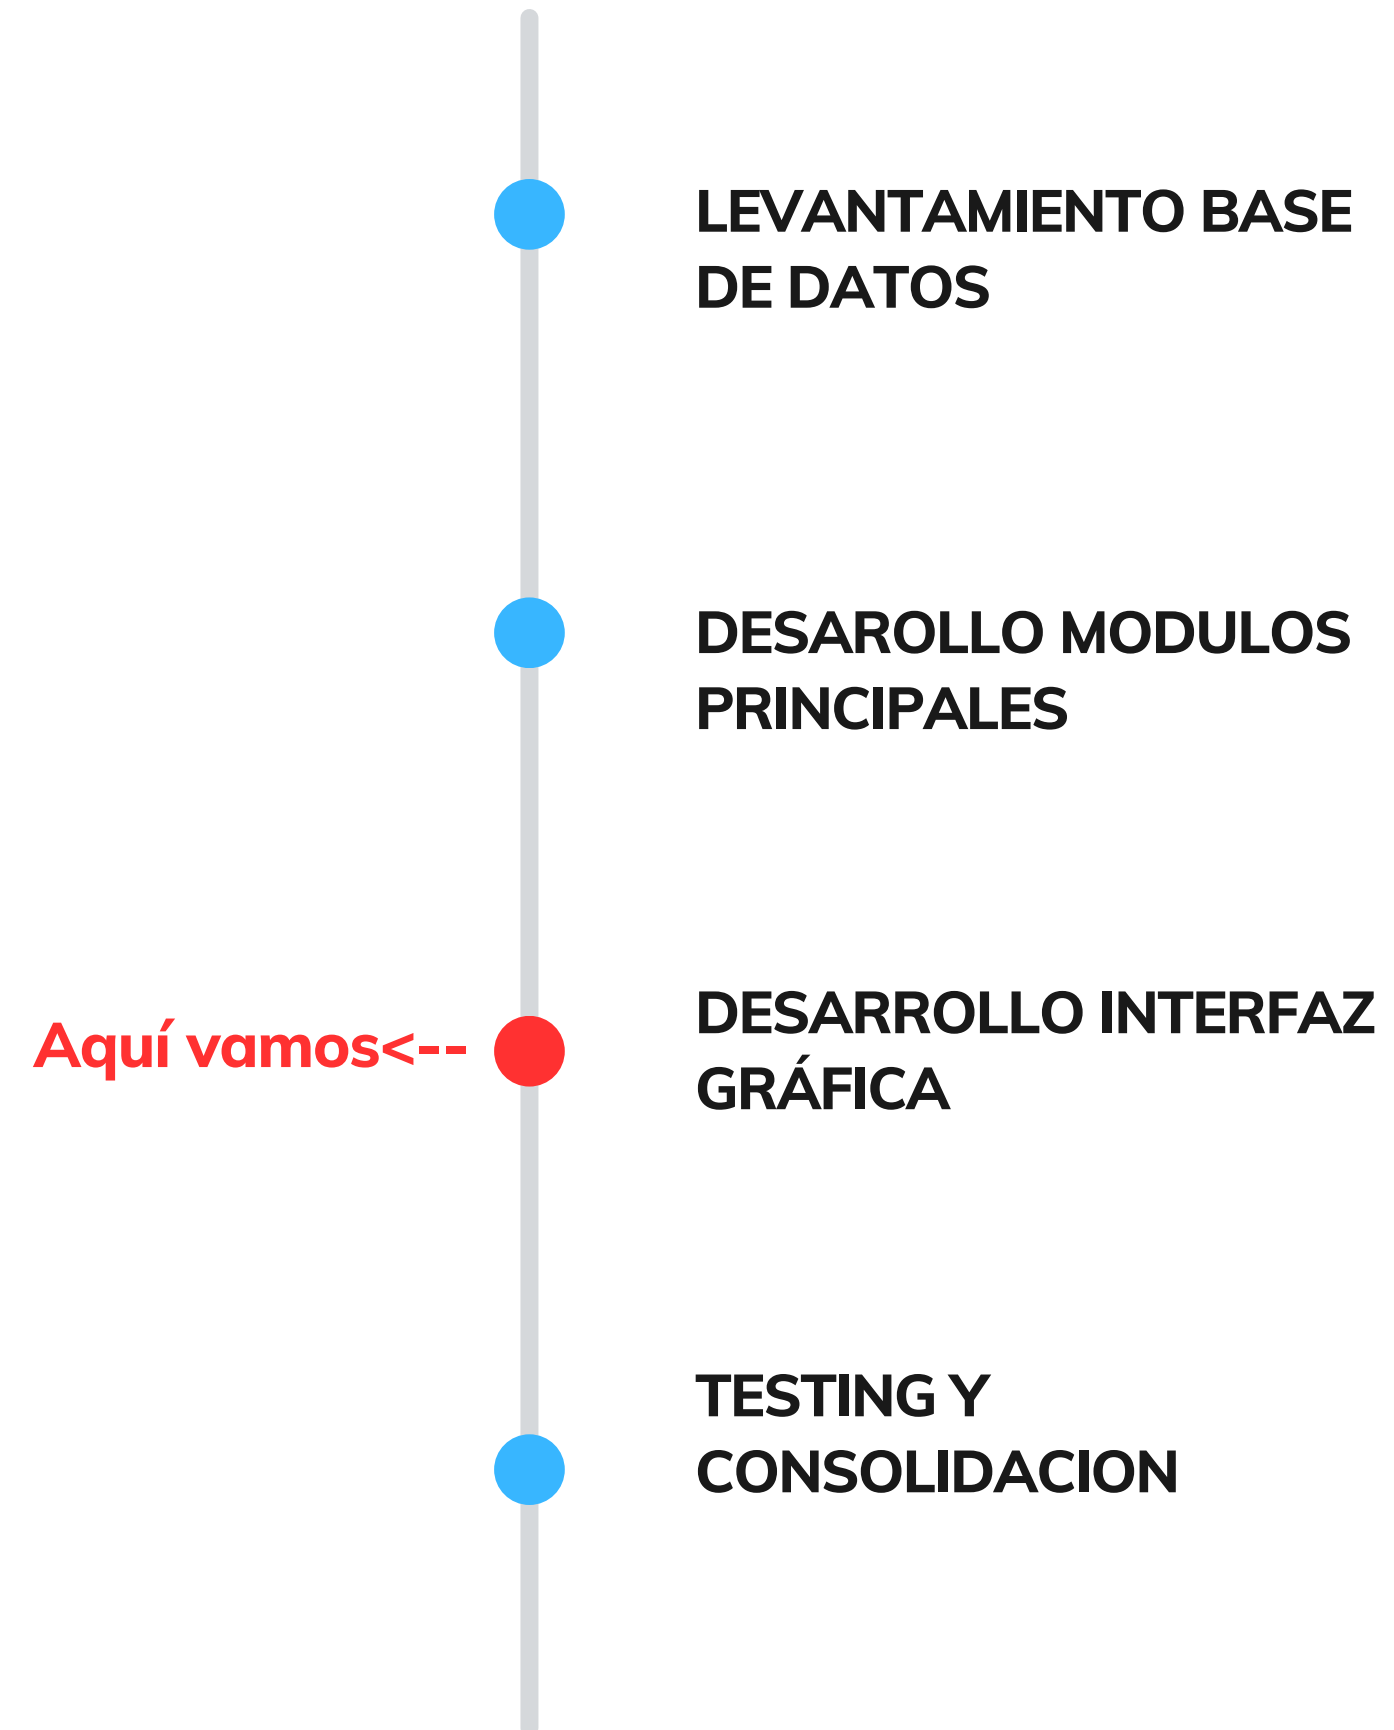 LEVANTAMIENTO BASE
DE DATOS
DESAROLLO MODULOS
PRINCIPALES
Aquí vamos<--
DESARROLLO INTERFAZ
GRÁFICA
TESTING Y
CONSOLIDACION